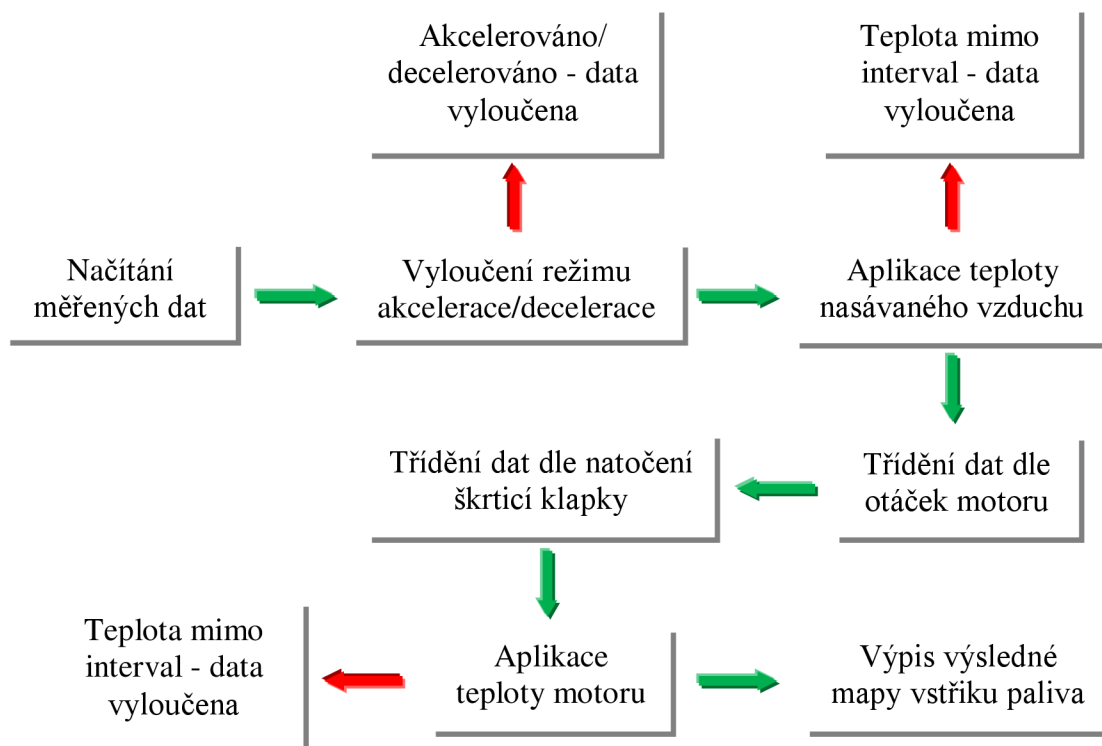 Akcelerováno/
decelerováno - data
vyloučena
Teplota mimo
interval - data
vyloučena
Načítání
měřených dat
Vyloučení režimu
akcelerace/decelerace
Aplikace teploty
nasávaného vzduchu
Třídění dat dle natočení
škrticí klapky
Třídění dat dle
otáček motoru
Teplota mimo
interval - data
vyloučena
Aplikace
teploty motoru
Výpis výsledné
mapy vstřiku paliva